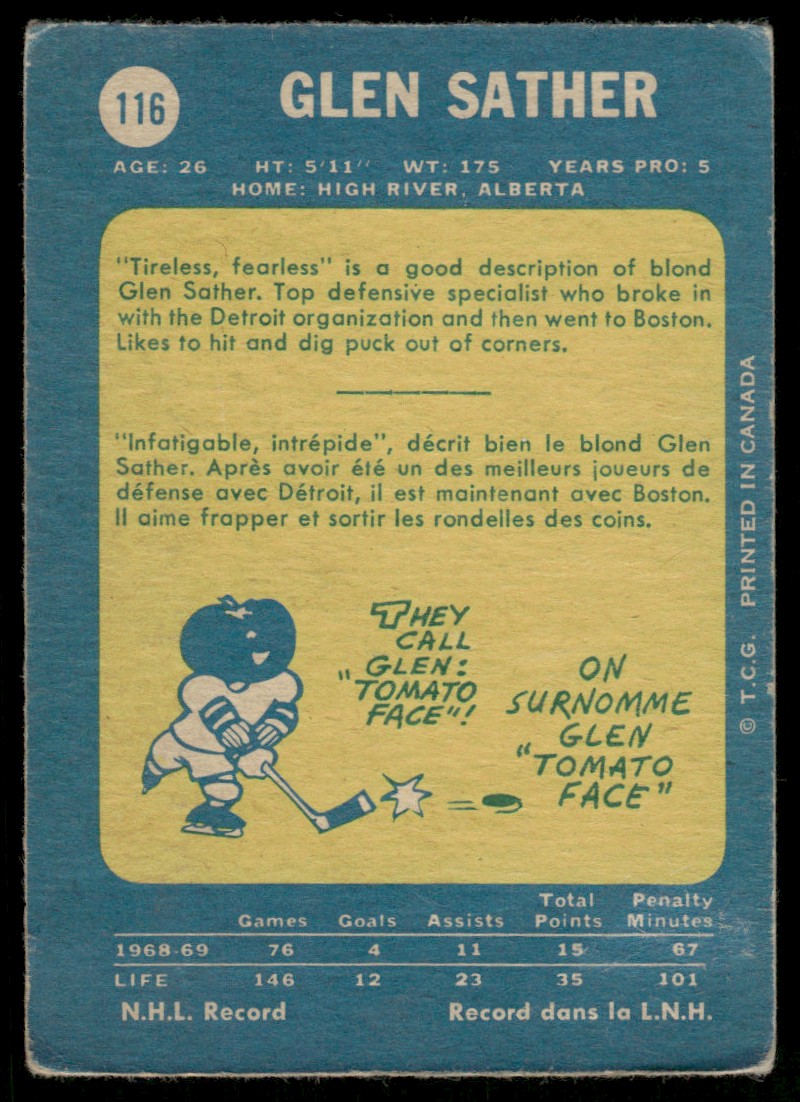 116
GLEN SATHER
AGE: 26 HT: 5'11" WT: 175 YEARS PRO: 5
HOME: HIGH RIVER, ALBERTA
"Tireless, fearless" is a good description of blond
Glen Sather. Top defensive specialist who broke in
with the Detroit organization and then went to Boston.
Likes to hit and dig puck out of corners.
"Infatigable, intrépide", décrit bien le blond Glen
Sather. Après avoir été un des meilleurs joueurs de
défense avec Détroit, il est maintenant avec Boston.
Il aime frapper et sortir les rondelles des coins.
THEY
CALL
"GLEN:
"TOMATO
FACE"!
ON
SURNOMME
GLEN
"TOMATO
FACE"
© T.C.G. PRINTED IN CANADA
Games Goals Assists Total Points Penalty Minutes
1968-69 76 4 11 15 67
LIFE 146 12 23 35 101
N.H.L. Record Record dans la L.N.H.